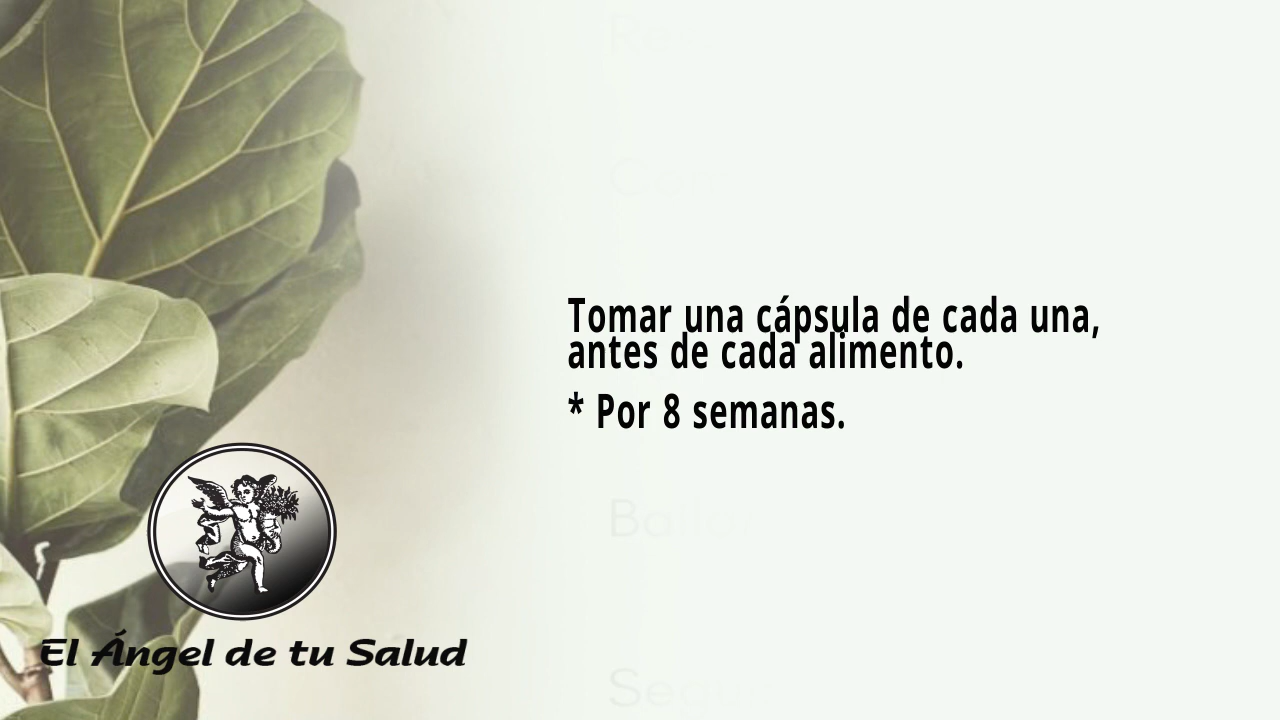 Tomar una cápsula de cada una,
antes de cada alimento.
* Por 8 semanas.
El Ángel de tu Salud